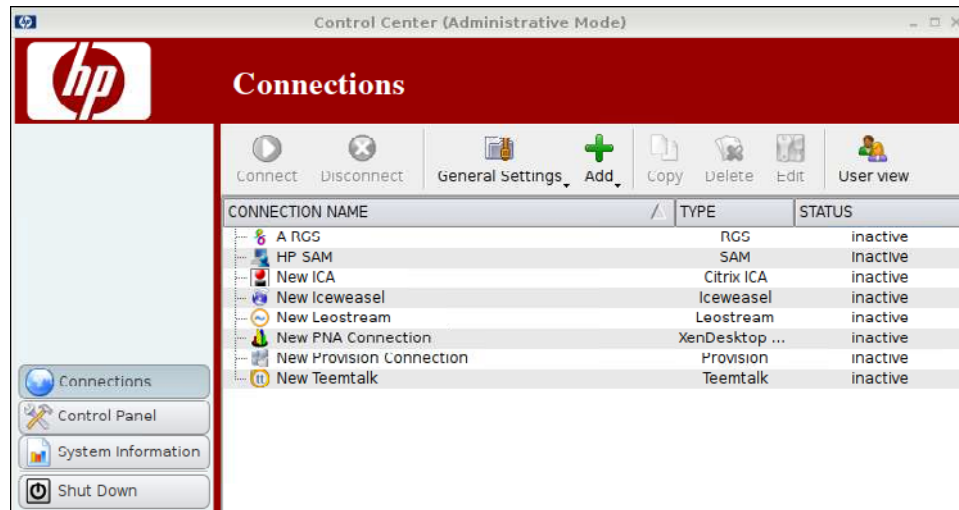 Control Center (Administrative Mode)
hp
Connections
Connect Disconnect General Settings Add Copy Delete Edit User view
CONNECTION NAME TYPE STATUS
A RGS RGS inactive
HP SAM SAM inactive
New ICA Citrix ICA inactive
New Iceweasel Iceweasel inactive
New Leostream Leostream inactive
New PNA Connection XenDesktop ... inactive
New Provision Connection Provision inactive
tt New Teemtalk Teemtalk inactive
Connections
Control Panel
System Information
Shut Down